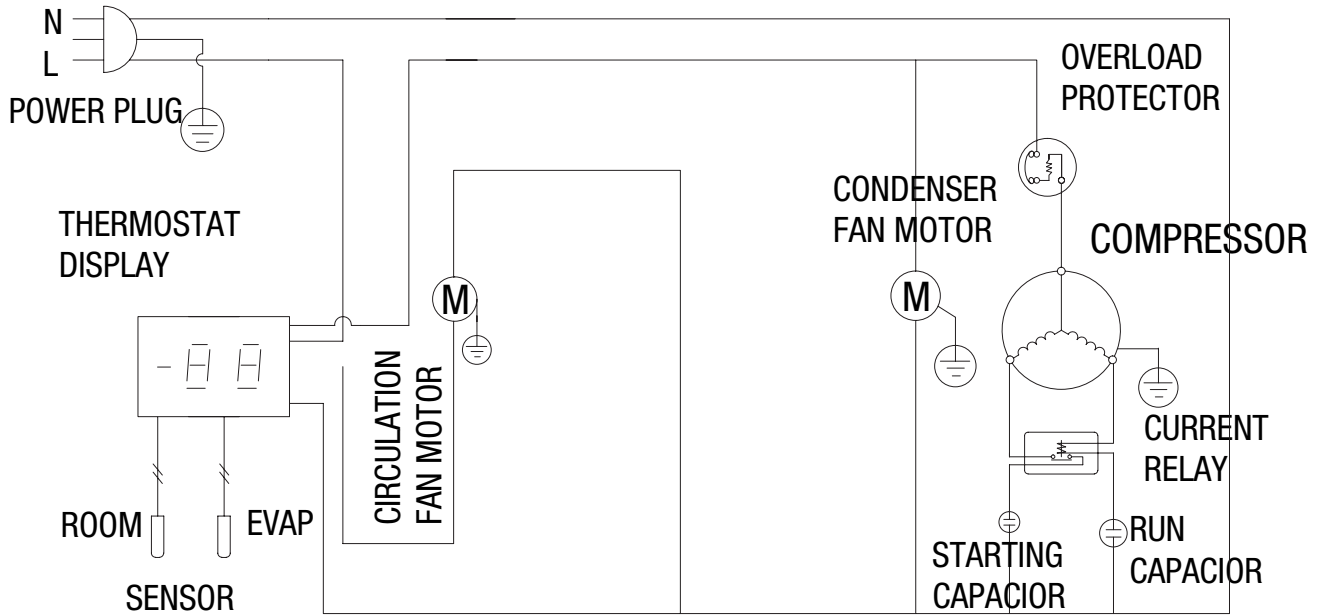 N
L
POWER PLUG
OVERLOAD
PROTECTOR
THERMOSTAT
DISPLAY
CONDENSER
FAN MOTOR
COMPRESSOR
M
M
-88
CIRCULATION
FAN MOTOR
CURRENT
RELAY
ROOM
EVAP
SENSOR
STARTING
CAPACIOR
RUN
CAPACIOR